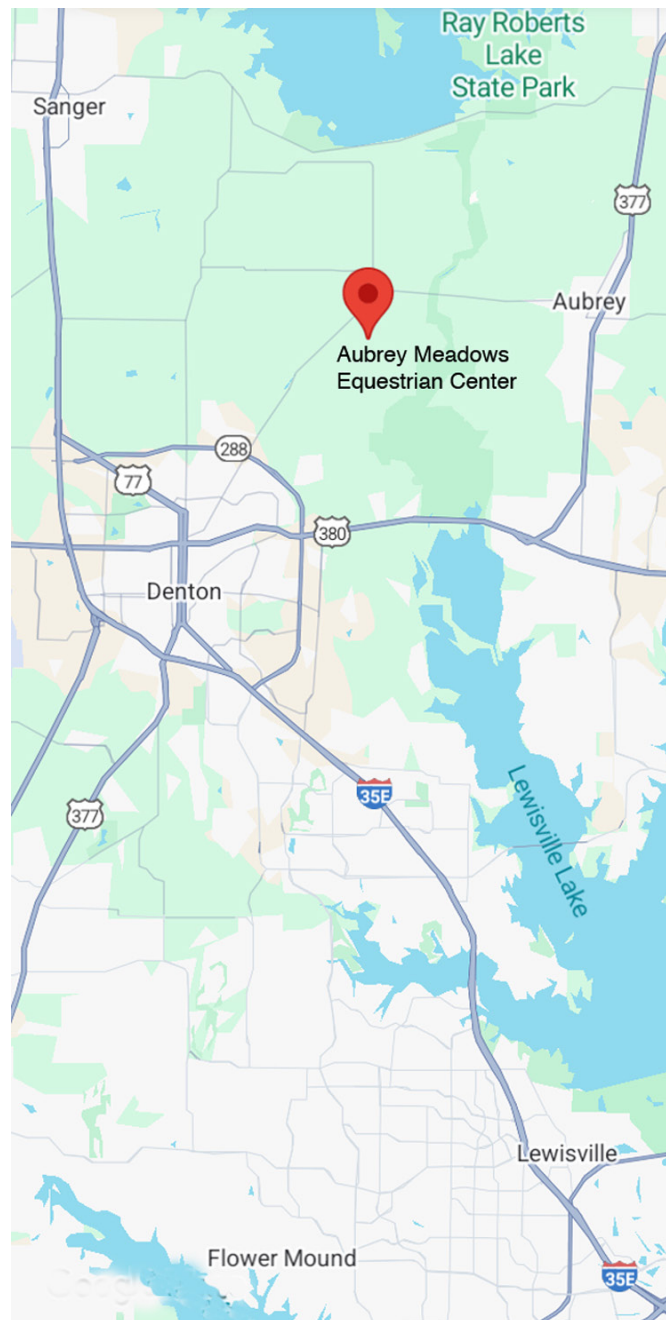 Ray Roberts
Lake
State Park
Sanger
377
Aubrey
Aubrey Meadows
Equestrian Center
288
77
380
Denton
35E
377
Lewisville Lake
Lewisville
Flower Mound
35E